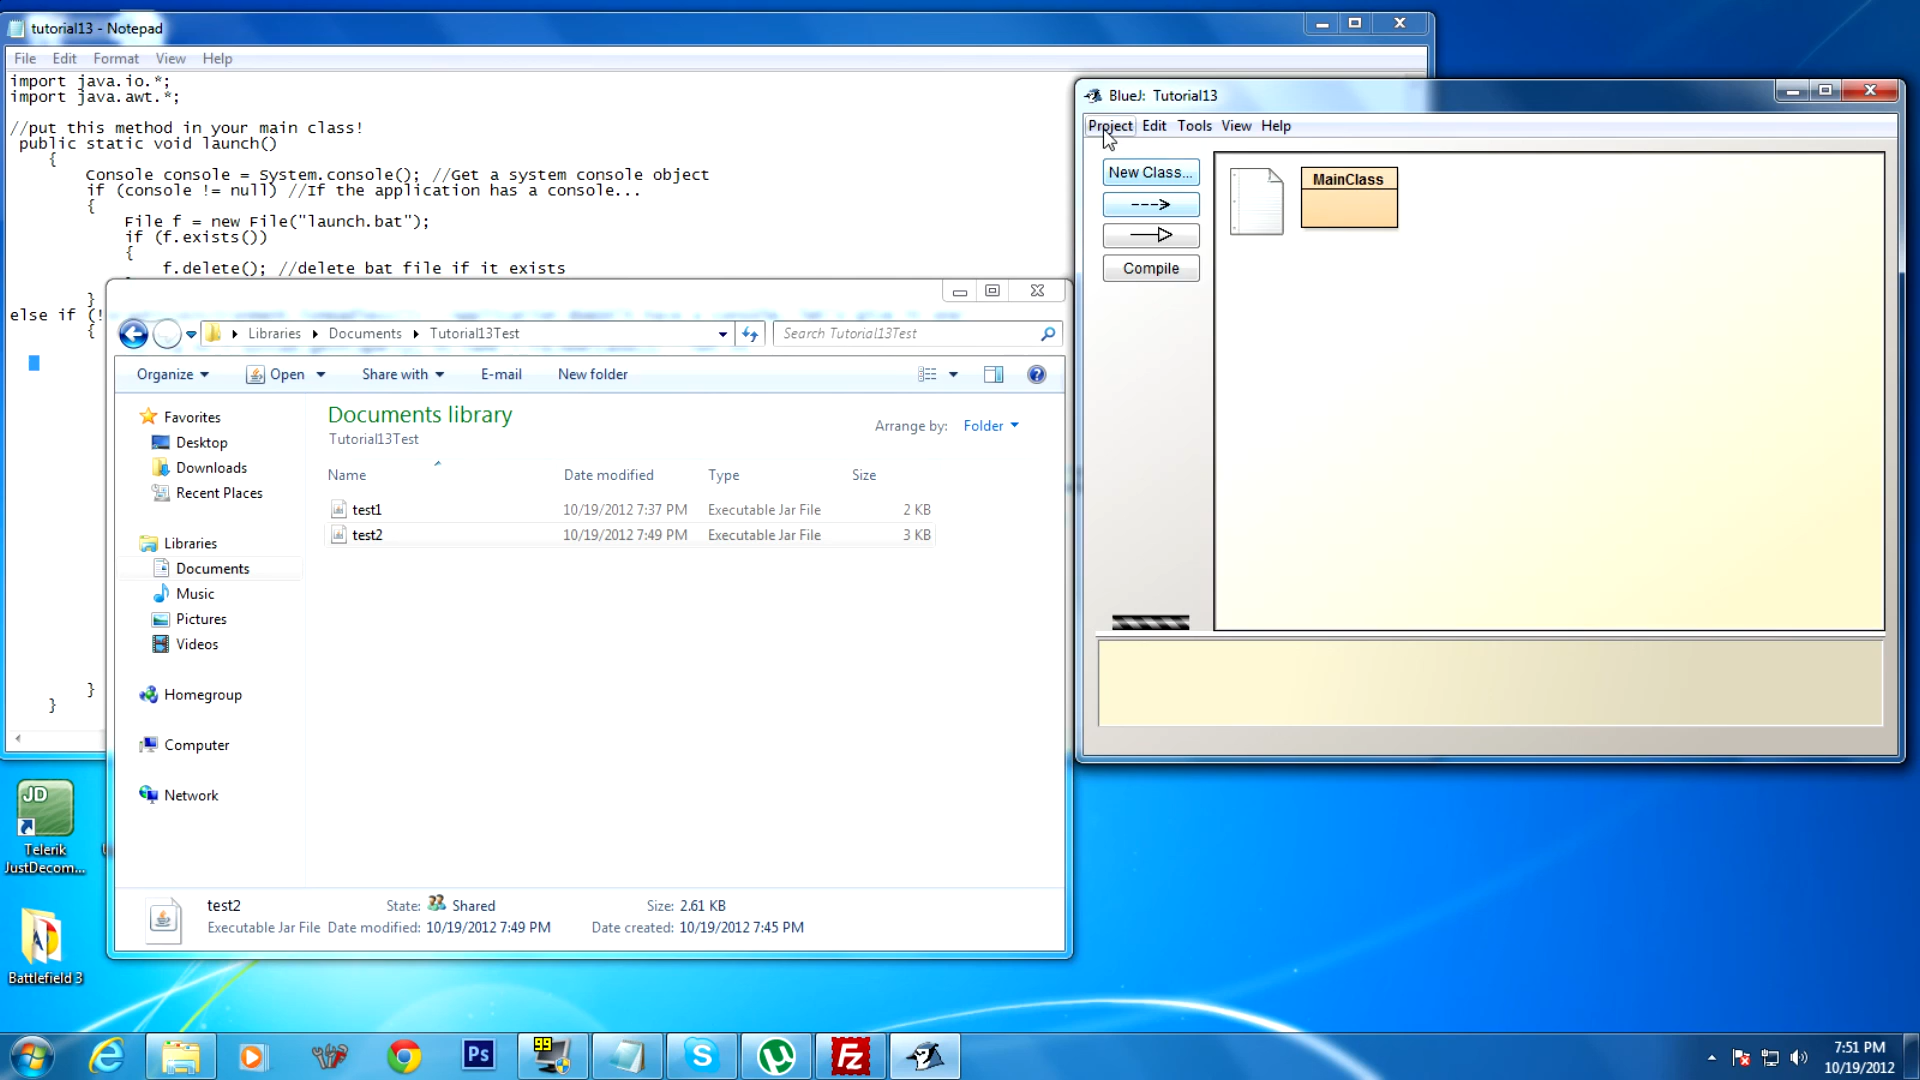 tutorial13 - Notepad
File Edit Format View Help
import java.io.*;
import java.awt.*;
//put this method in your main class!
public static void launch()
{
Console console = System.console(); //Get a system console object
if (console != null) //If the application has a console...
{
File f = new File("launch.bat");
if (f.exists())
{
f.delete(); //delete bat file if it exists
}
else if (!
{
}
}
Libraries Documents Tutorial13Test
Search Tutorial13Test
Organize Open Share with E-mail New folder
Favorites
Desktop
Downloads
Recent Places
Libraries
Documents
Music
Pictures
Videos
Homegroup
Computer
Network
Documents library
Tutorial13Test
Arrange by: Folder
Name Date modified Type Size
test1 10/19/2012 7:37 PM Executable Jar File 2 KB
test2 10/19/2012 7:49 PM Executable Jar File 3 KB
test2 State: Shared Size: 2.61 KB
Executable Jar File Date modified: 10/19/2012 7:49 PM Date created: 10/19/2012 7:45 PM
BlueJ: Tutorial13
Project Edit Tools View Help
New Class...
Compile
MainClass
JD
Telerik
JustDecom...
Battlefield 3
Ps
99
Fz
7:51 PM
10/19/2012